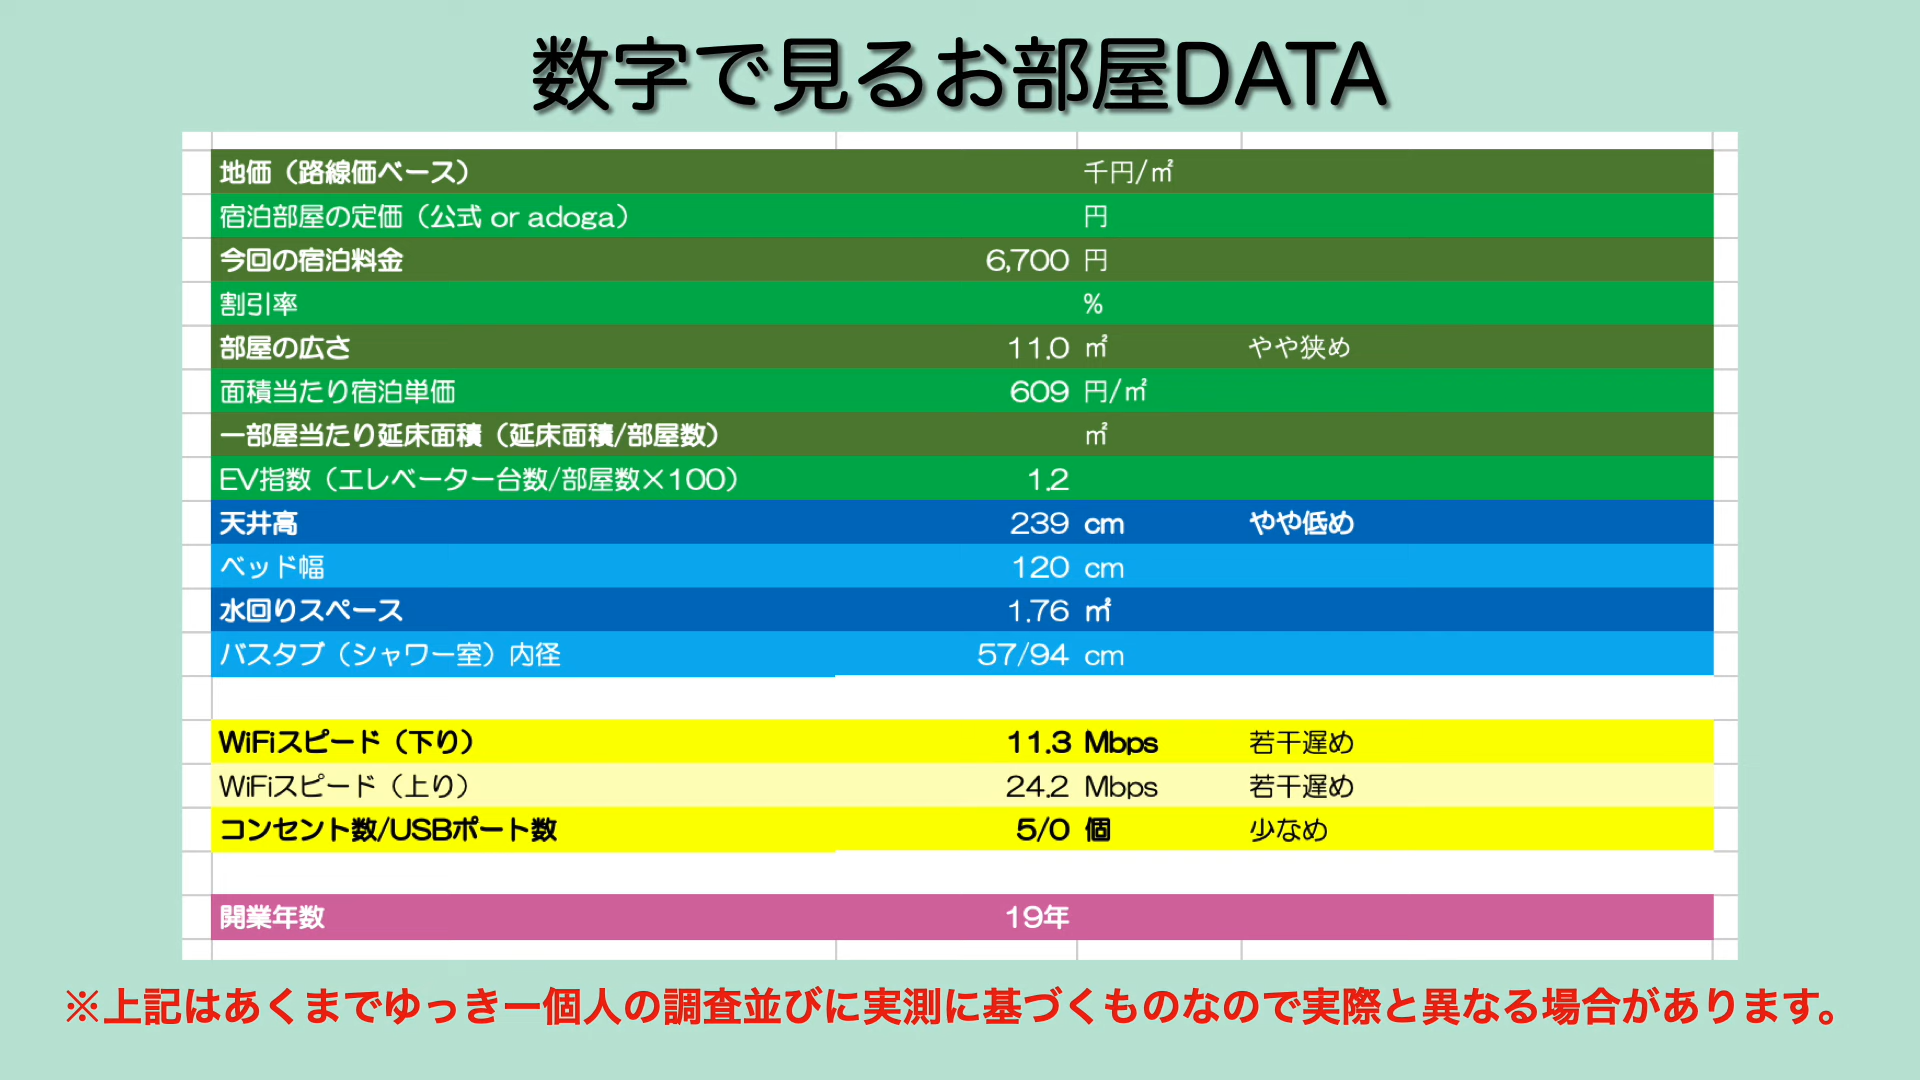 数字で見るお部屋DATA
地価（路線価ベース） 千円/㎡
宿泊部屋の定価（公式 or adoga） 円
今回の宿泊料金 6,700 円
割引率 %
部屋の広さ 11.0 ㎡ やや狭め
面積当たり宿泊単価 609 円/㎡
一部屋当たり延床面積（延床面積/部屋数） ㎡
EV指数（エレベーター台数/部屋数×100） 1.2
天井高 239 cm やや低め
ベッド幅 120 cm
水回りスペース 1.76 ㎡
バスタブ（シャワー室）内径 57/94 cm
WiFiスピード（下り） 11.3 Mbps 若干遅め
WiFiスピード（上り） 24.2 Mbps 若干遅め
コンセント数/USBポート数 5/0 個 少なめ
開業年数 19年
※上記はあくまでゆっきー個人の調査並びに実測に基づくものなので実際と異なる場合があります。